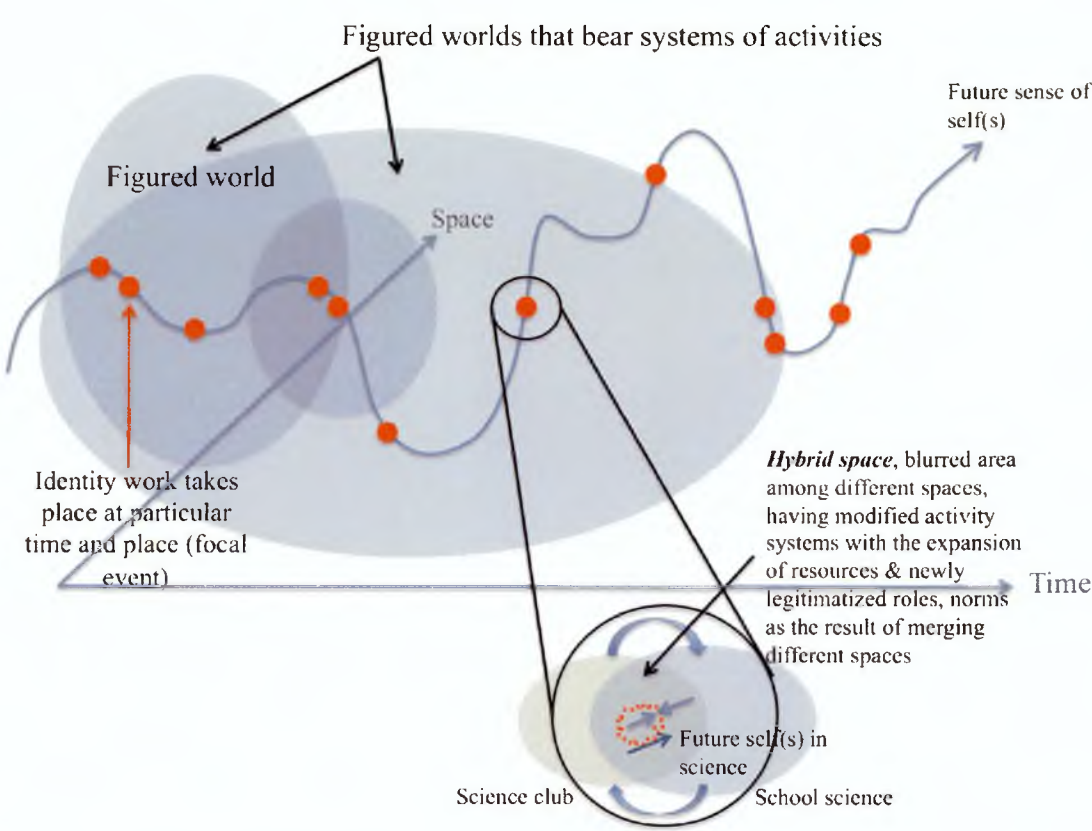 Figured worlds that bear systems of activities
Future sense of
self(s)
Figured world
Space
Identity work takes
place at particular
time and place (focal
event)
Hybrid space, blurred area
among different spaces,
having modified activity
systems with the expansion
of resources & newly
legitimatized roles, norms
as the result of merging
different spaces
Time
Future self(s) in
science
Science club
School science